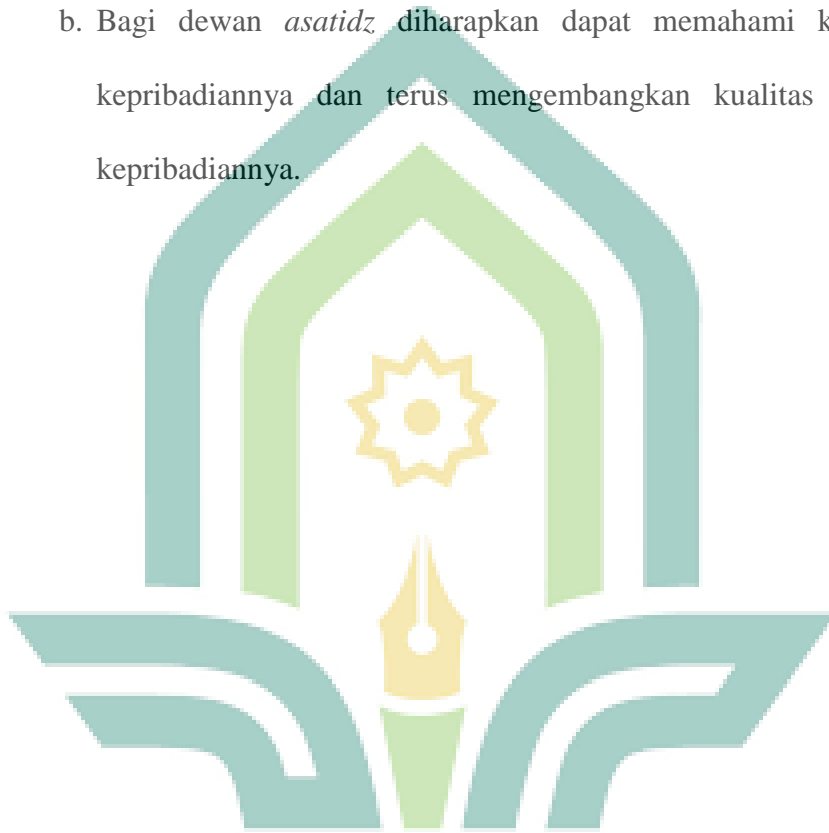 b. Bagi dewan asatidz diharapkan dapat memahami
kepribadiannya dan terus mengembangkan kualitas
kepribadiannya.